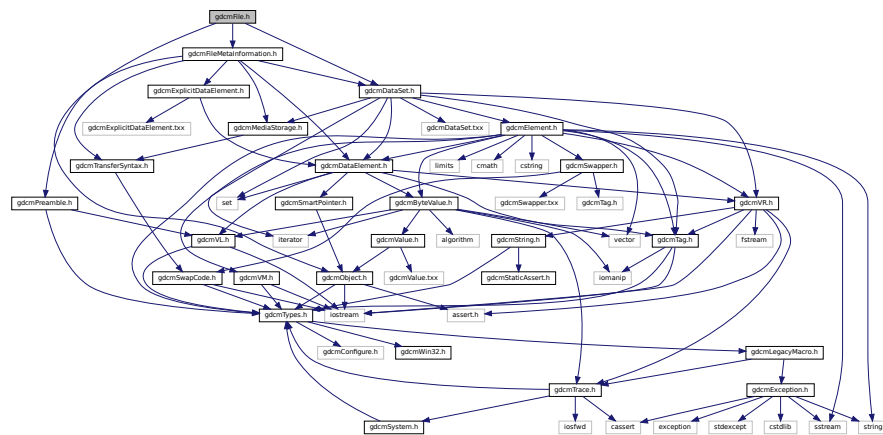 gdcmFile.h
gdcmFileMetaInformation.h
gdcmExplicitDataElement.h
gdcmDataSet.h
gdcmExplicitDataElement.txx
gdcmMediaStorage.h
gdcmDataSet.txx
gdcmElement.h
gdcmTransferSyntax.h
gdcmDataElement.h
limits
cmath
cstring
gdcmSwapper.h
gdcmPreamble.h
set
gdcmSmartPointer.h
gdcmByteValue.h
gdcmSwapper.txx
gdcmTag.h
gdcmVR.h
gdcmVL.h
iterator
gdcmValue.h
algorithm
gdcmString.h
vector
gdcmTag.h
fstream
gdcmSwapCode.h
gdcmVM.h
gdcmObject.h
gdcmValue.txx
gdcmStaticAssert.h
iomanip
gdcmTypes.h
iostream
assert.h
gdcmConfigure.h
gdcmWin32.h
gdcmLegacyMacro.h
gdcmTrace.h
gdcmException.h
gdcmSystem.h
iosfwd
cassert
exception
stdexcept
cstdlib
sstream
string